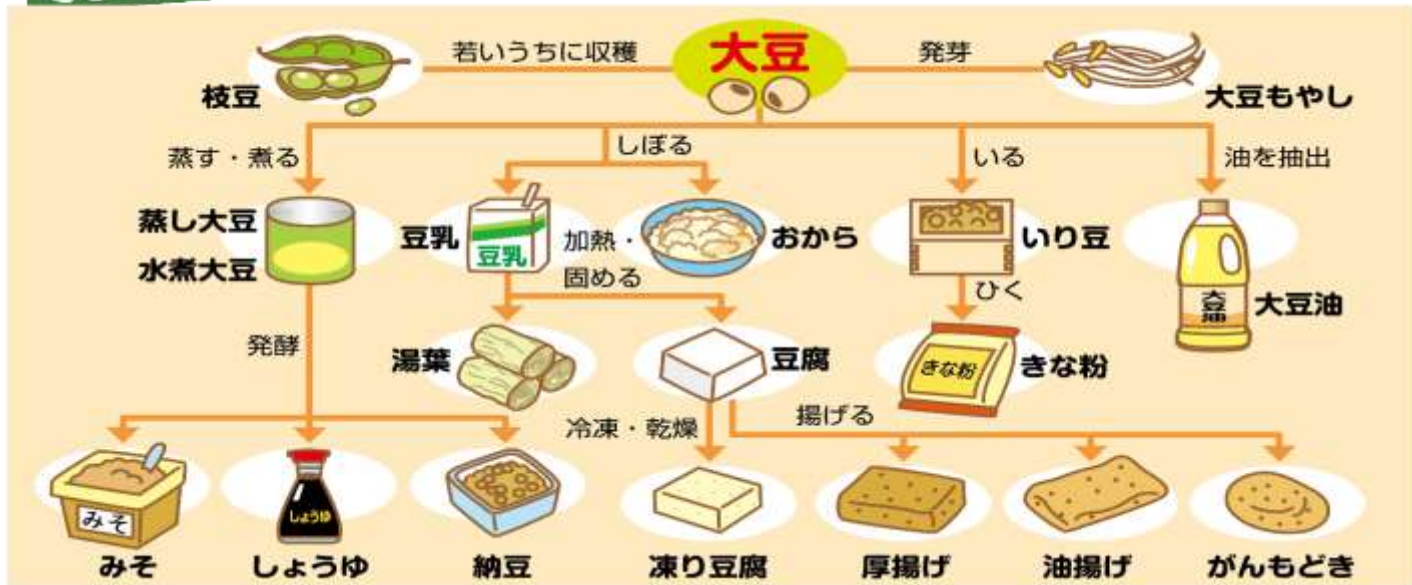 大豆
若いうちに収穫
発芽
枝豆
大豆もやし
蒸す・煮る
しぼる
いる
油を抽出
蒸し大豆
水煮大豆
豆乳
豆乳
加熱・
固める
おから
いり豆
大豆油
大豆油
発酵
ひく
湯葉
豆腐
きな粉
きな粉
冷凍・乾燥
揚げる
みそ
みそ
しょうゆ
しょうゆ
納豆
凍り豆腐
厚揚げ
油揚げ
がんもどき